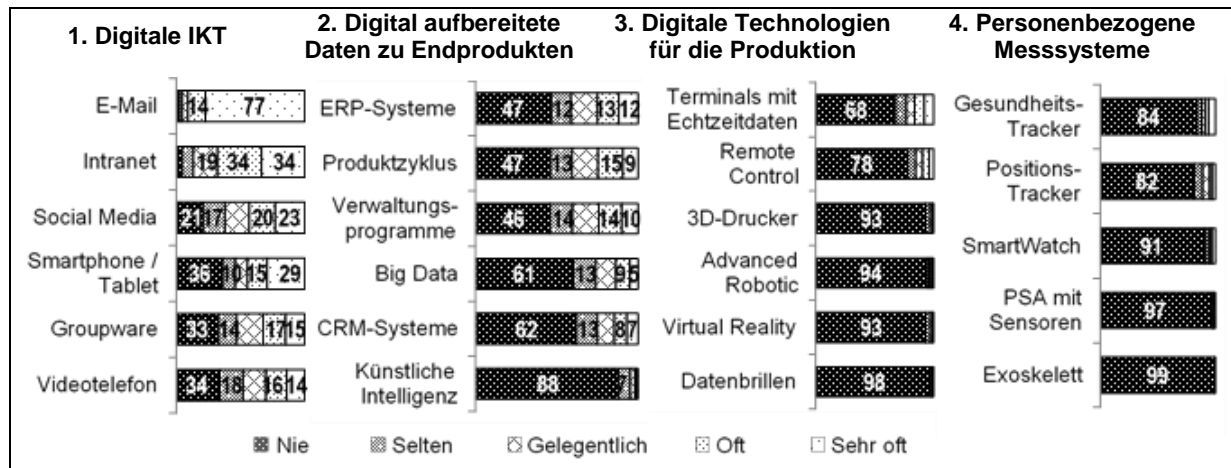 1. Digitale IKT
E-Mail 14 77
Intranet 19 34 34
Social Media 21 17 20 23
Smartphone /
Tablet 36 10 15 29
Groupware 33 14 17 15
Videotelefon 34 18 16 14
2. Digital aufbereitete
Daten zu Endprodukten
ERP-Systeme 47 12 13 12
Produktzyklus 47 13 15 9
Verwaltungs-
programme 46 14 14 10
Big Data 61 13 9 5
CRM-Systeme 62 13 8 7
Künstliche
Intelligenz 88 7
3. Digitale Technologien
für die Produktion
Terminals mit
Echtzeitdaten 68
Remote
Control 78
3D-Drucker 93
Advanced
Robotic 94
Virtual Reality 93
Datenbrillen 98
4. Personenbezogene
Messsysteme
Gesundheits-
Tracker 84
Positions-
Tracker 82
SmartWatch 91
PSA mit
Sensoren 97
Exoskelett 99
Nie Selten Gelegentlich Oft Sehr oft